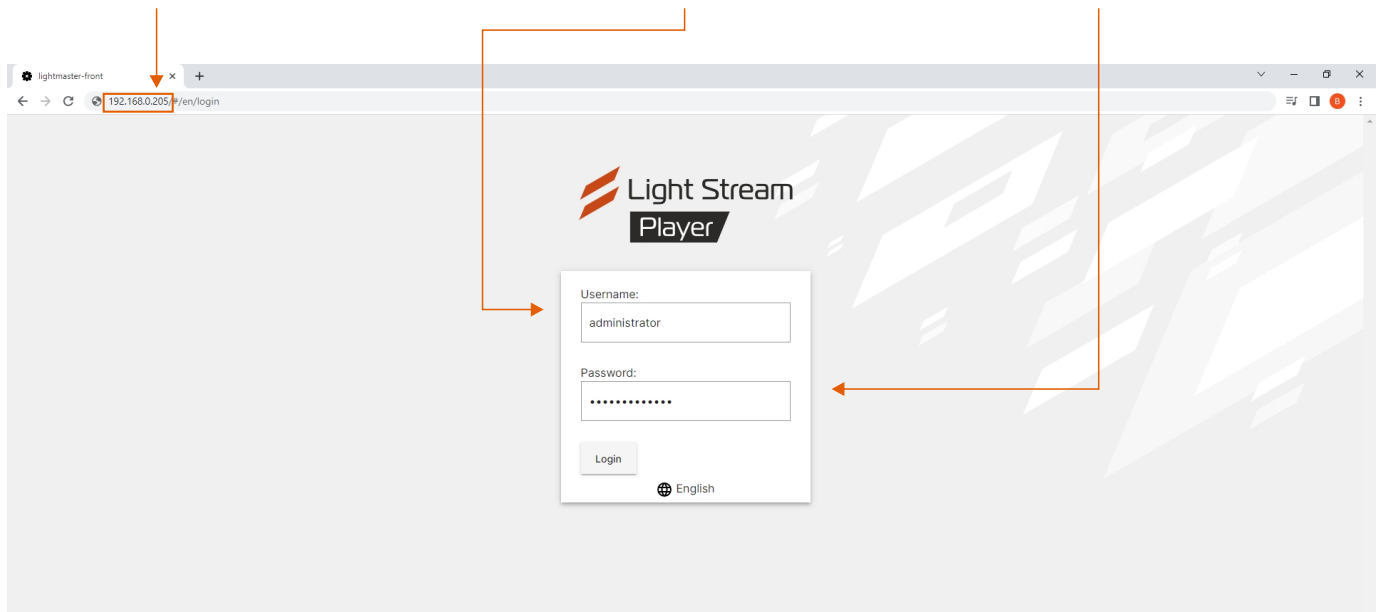 lightmaster-front
192.168.0.205/#/en/login
B
Light Stream
Player
Username:
administrator
Password:
•••••••••••••
Login
English